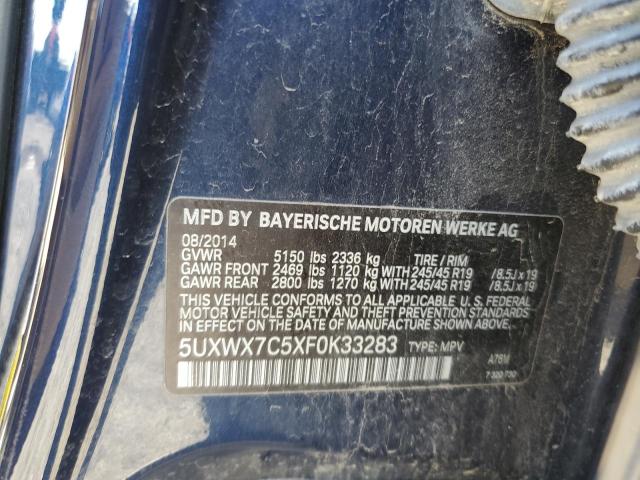 MFD BY BAYERISCHE MOTOREN WERKE AG
08/2014
GVWR 5150 lbs 2336 kg TIRE / RIM
GAWR FRONT 2469 lbs 1120 kg WITH 245/45 R19 / 8.5J x 19
GAWR REAR 2800 lbs 1270 kg WITH 245/45 R19 / 8.5J x 19
THIS VEHICLE CONFORMS TO ALL APPLICABLE U. S. FEDERAL
MOTOR VEHICLE SAFETY AND THEFT PREVENTION STANDARDS
IN EFFECT ON THE DATE OF MANUFACTURE SHOWN ABOVE.
5UXWX7C5XF0K33283 TYPE: MPV
A76M
7 320 730